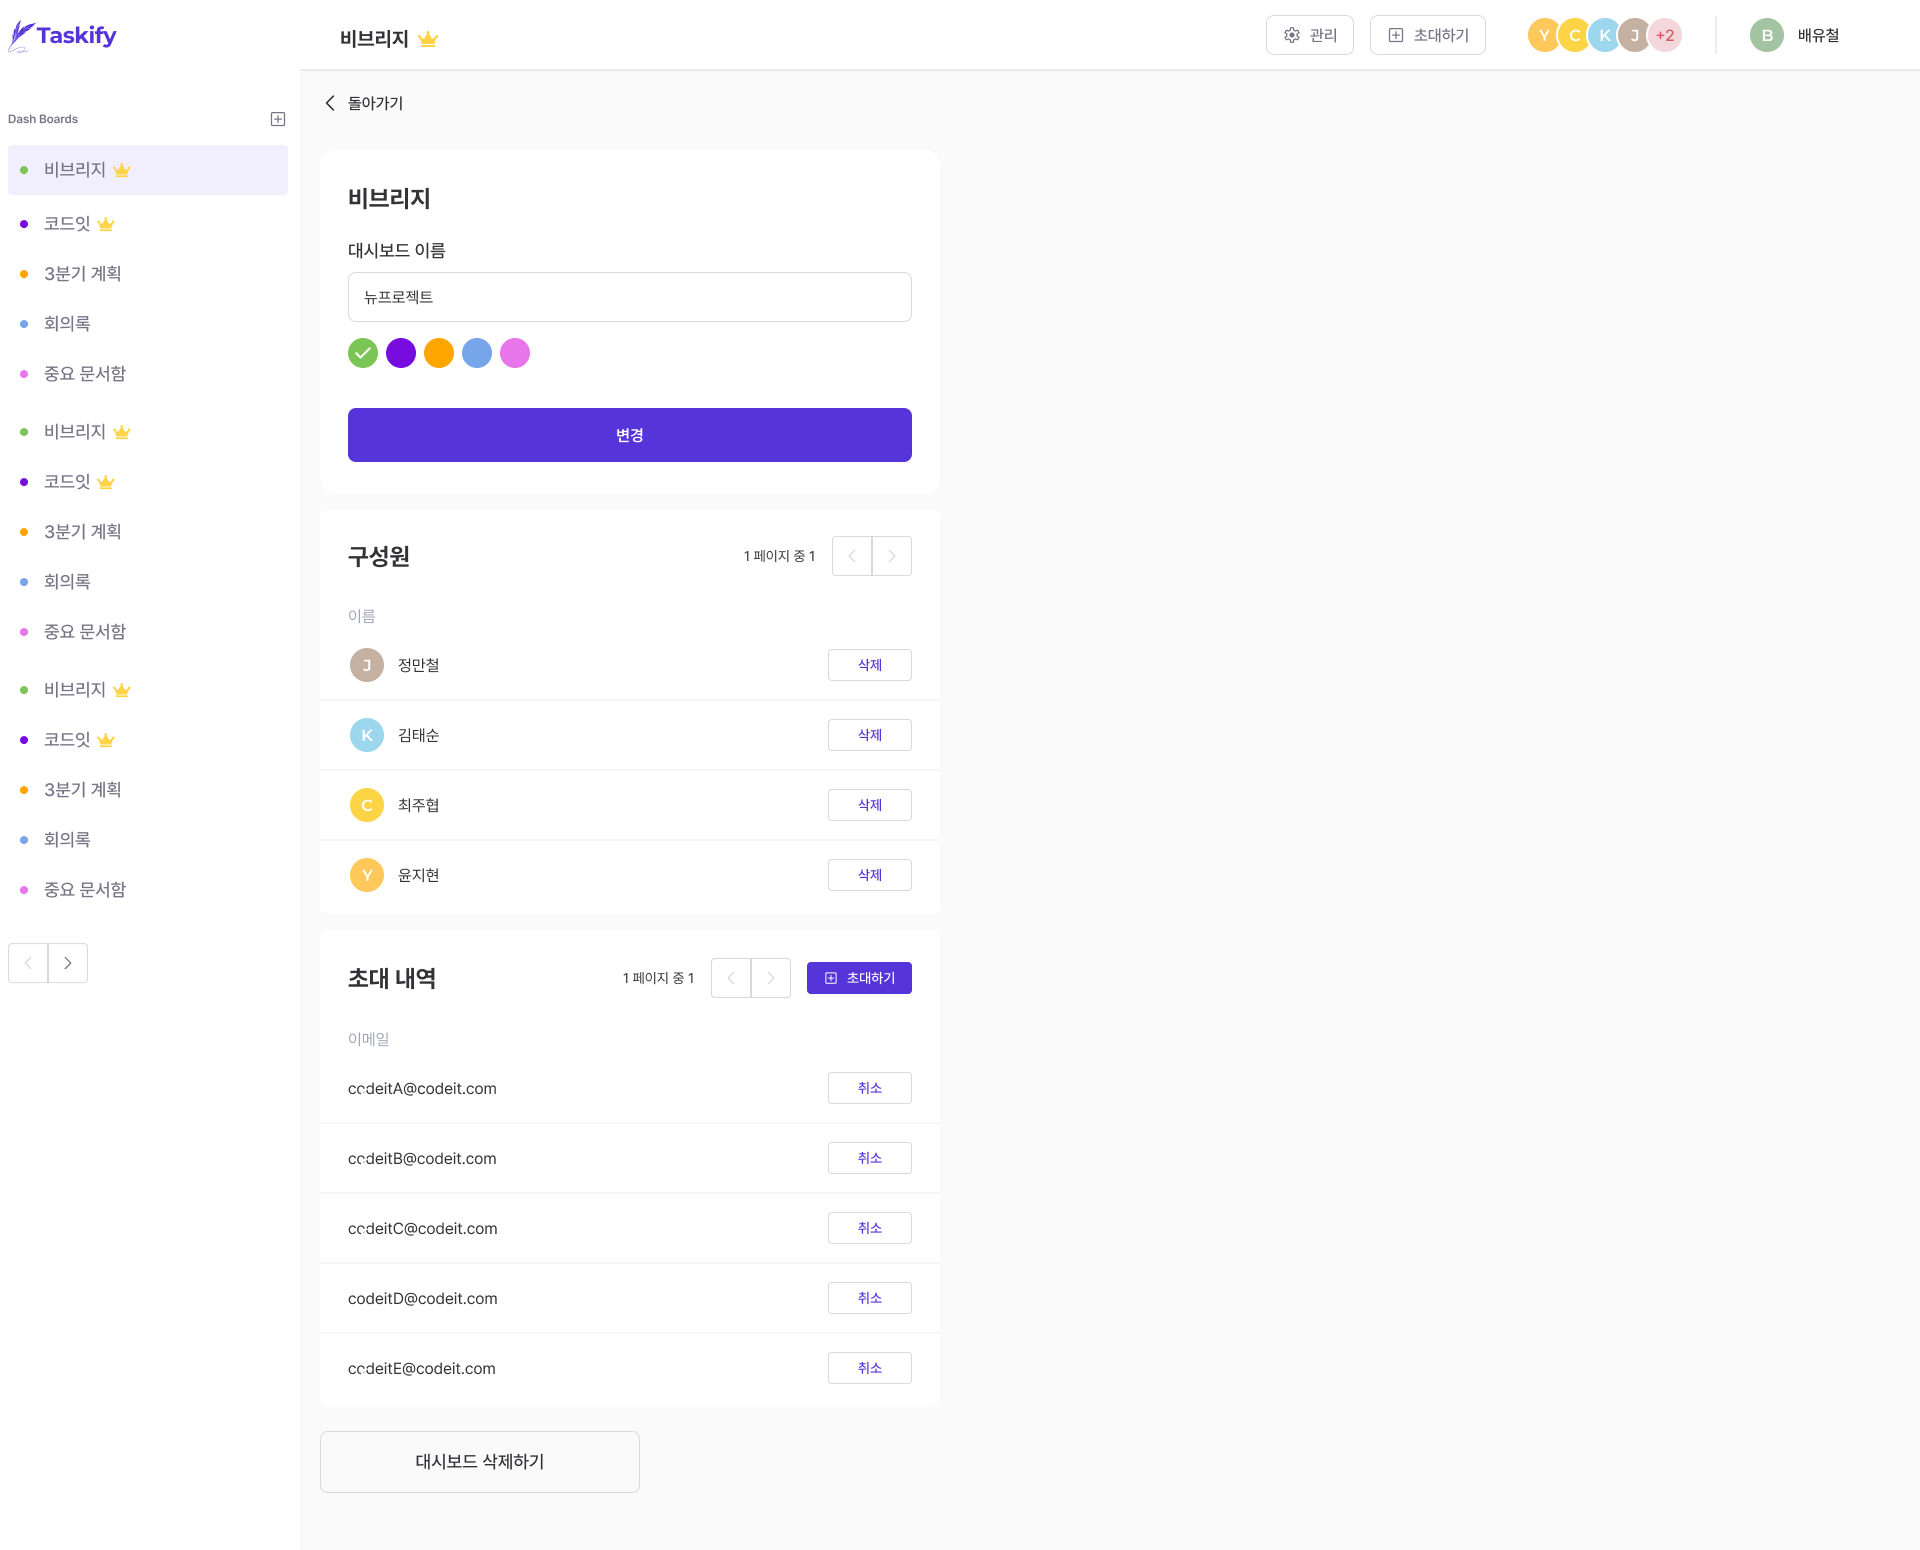 Taskify
비브리지
관리
초대하기
Y C K J +2
B 배유철
Dash Boards
비브리지
코드잇
3분기 계획
회의록
중요 문서함
비브리지
코드잇
3분기 계획
회의록
중요 문서함
비브리지
코드잇
3분기 계획
회의록
중요 문서함
돌아가기
비브리지
대시보드 이름
뉴프로젝트
변경
구성원
1 페이지 중 1
이름
J 정만철 삭제
K 김태순 삭제
C 최주협 삭제
Y 윤지현 삭제
초대 내역
1 페이지 중 1
초대하기
이메일
codeitA@codeit.com 취소
codeitB@codeit.com 취소
codeitC@codeit.com 취소
codeitD@codeit.com 취소
codeitE@codeit.com 취소
대시보드 삭제하기